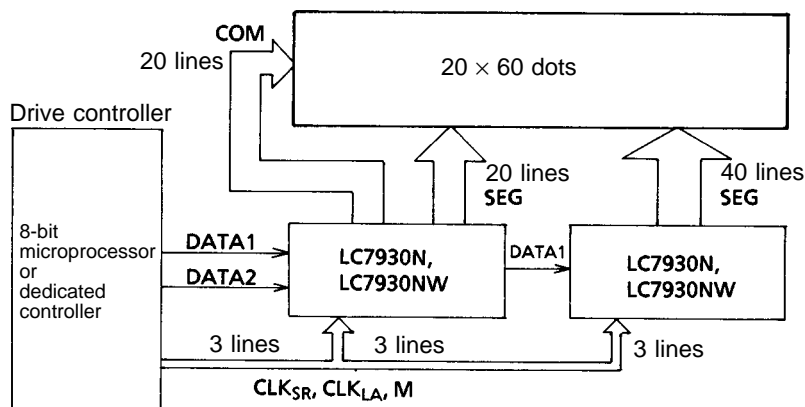 COM
20 lines
20 × 60 dots
Drive controller
20 lines
SEG
40 lines
SEG
8-bit
microprocessor
or
dedicated
controller
DATA1
DATA2
LC7930N,
LC7930NW
DATA1
LC7930N,
LC7930NW
3 lines
3 lines
3 lines
CLKSR, CLKLA, M